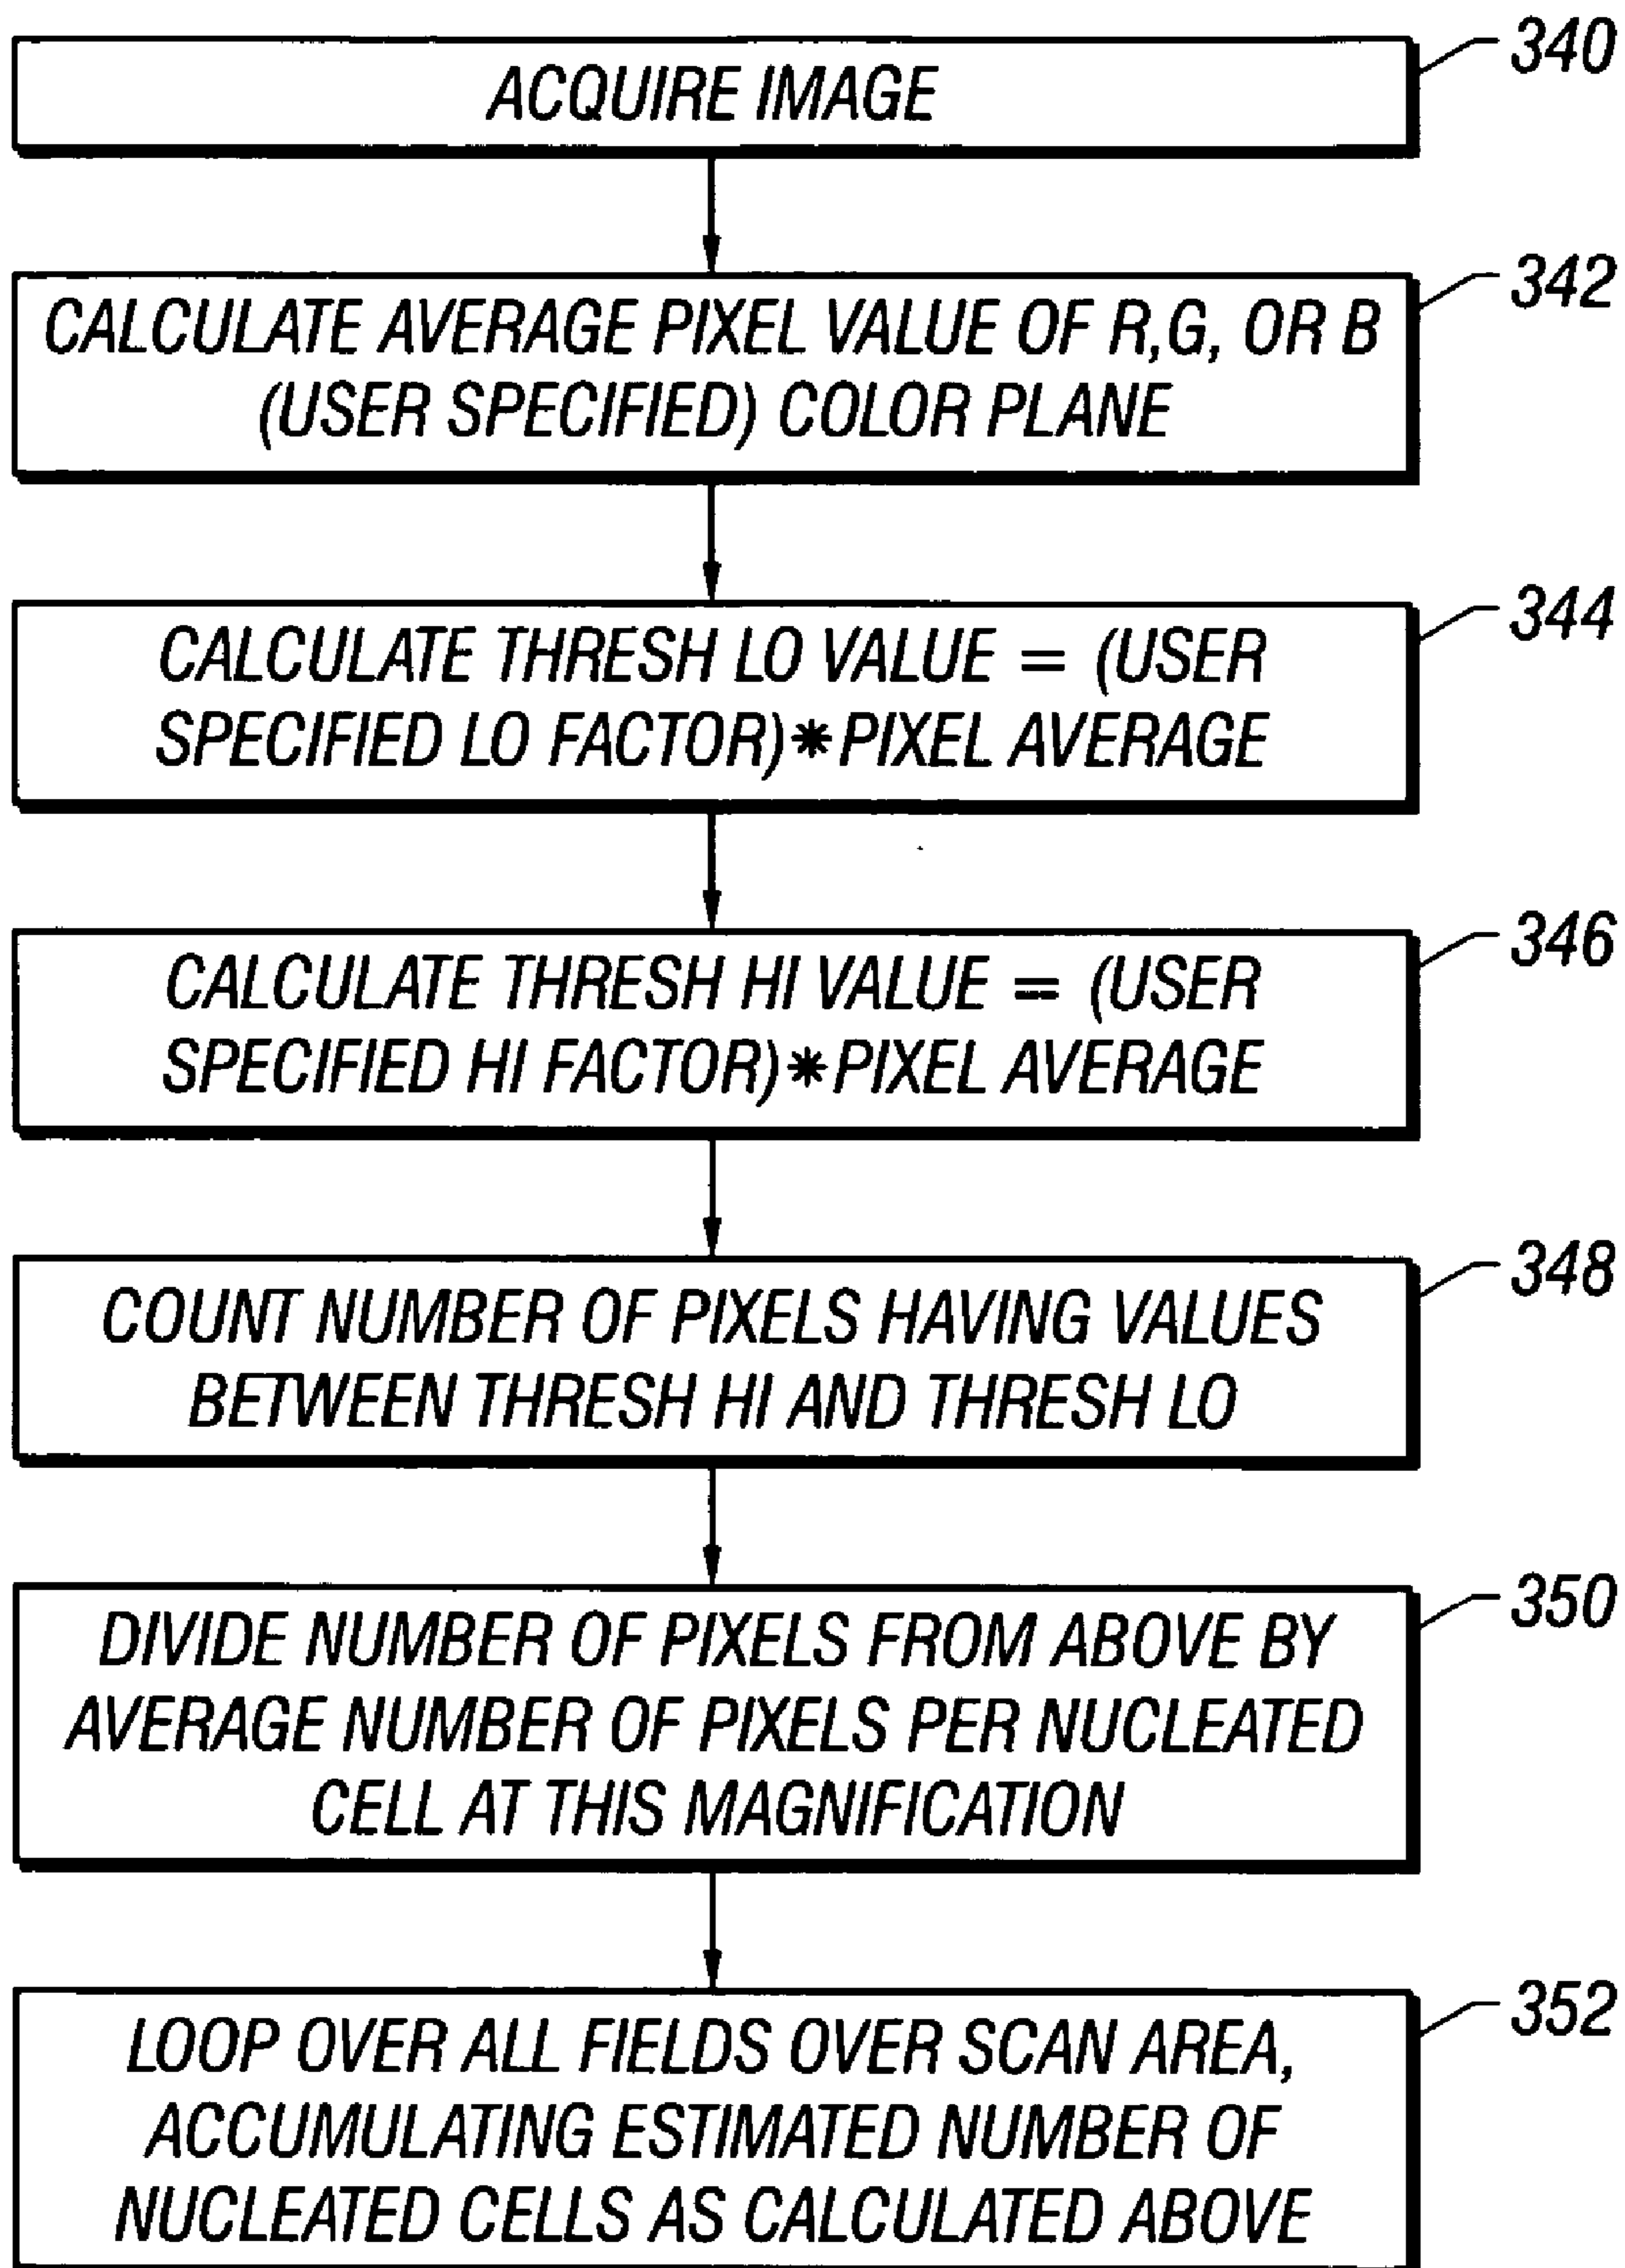 340
ACQUIRE IMAGE
342
CALCULATE AVERAGE PIXEL VALUE OF R,G, OR B
(USER SPECIFIED) COLOR PLANE
344
CALCULATE THRESH LO VALUE = (USER
SPECIFIED LO FACTOR)*PIXEL AVERAGE
346
CALCULATE THRESH HI VALUE = (USER
SPECIFIED HI FACTOR)*PIXEL AVERAGE
348
COUNT NUMBER OF PIXELS HAVING VALUES
BETWEEN THRESH HI AND THRESH LO
350
DIVIDE NUMBER OF PIXELS FROM ABOVE BY
AVERAGE NUMBER OF PIXELS PER NUCLEATED
CELL AT THIS MAGNIFICATION
352
LOOP OVER ALL FIELDS OVER SCAN AREA,
ACCUMULATING ESTIMATED NUMBER OF
NUCLEATED CELLS AS CALCULATED ABOVE